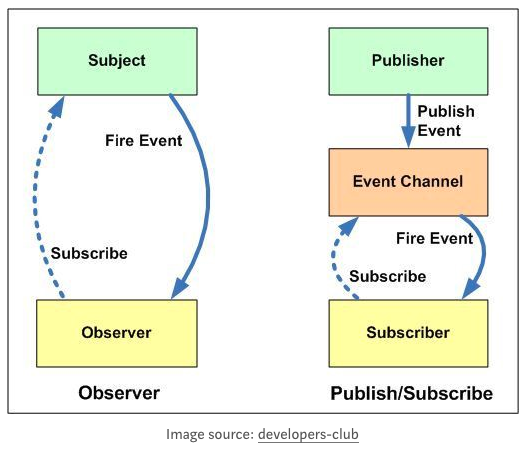 Subject
Fire Event
Subscribe
Observer
Observer
Publisher
Publish
Event
Event Channel
Fire Event
Subscribe
Subscriber
Publish/Subscribe
Image source: developers-club